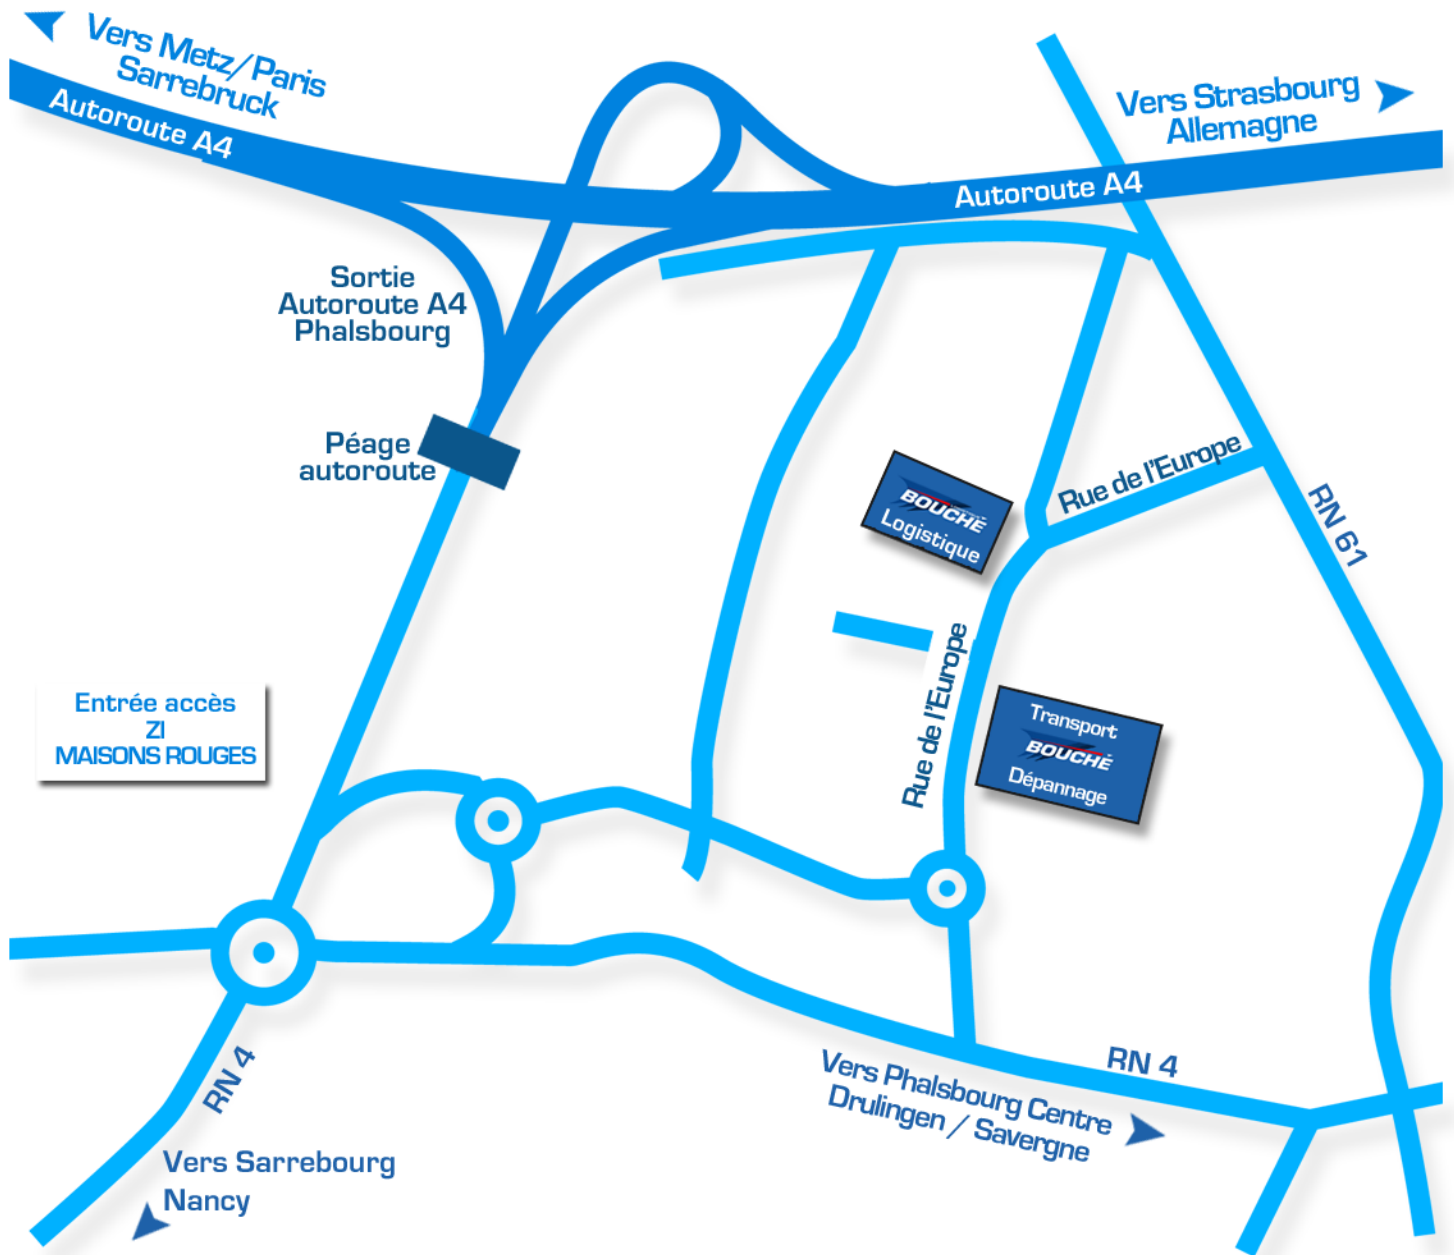 Vers Metz/Paris
Sarrebruck
Autoroute A4
Vers Strasbourg
Allemagne
Autoroute A4
Sortie
Autoroute A4
Phalsbourg
Péage
autoroute
Rue de l'Europe
BOUCHÉ
Logistique
RN 61
Rue de l'Europe
Entrée accès
ZI
MAISONS ROUGES
Transport
BOUCHÉ
Dépannage
RN 4
RN 4
Vers Phalsbourg Centre
Drulingen / Savergne
Vers Sarrebourg
Nancy